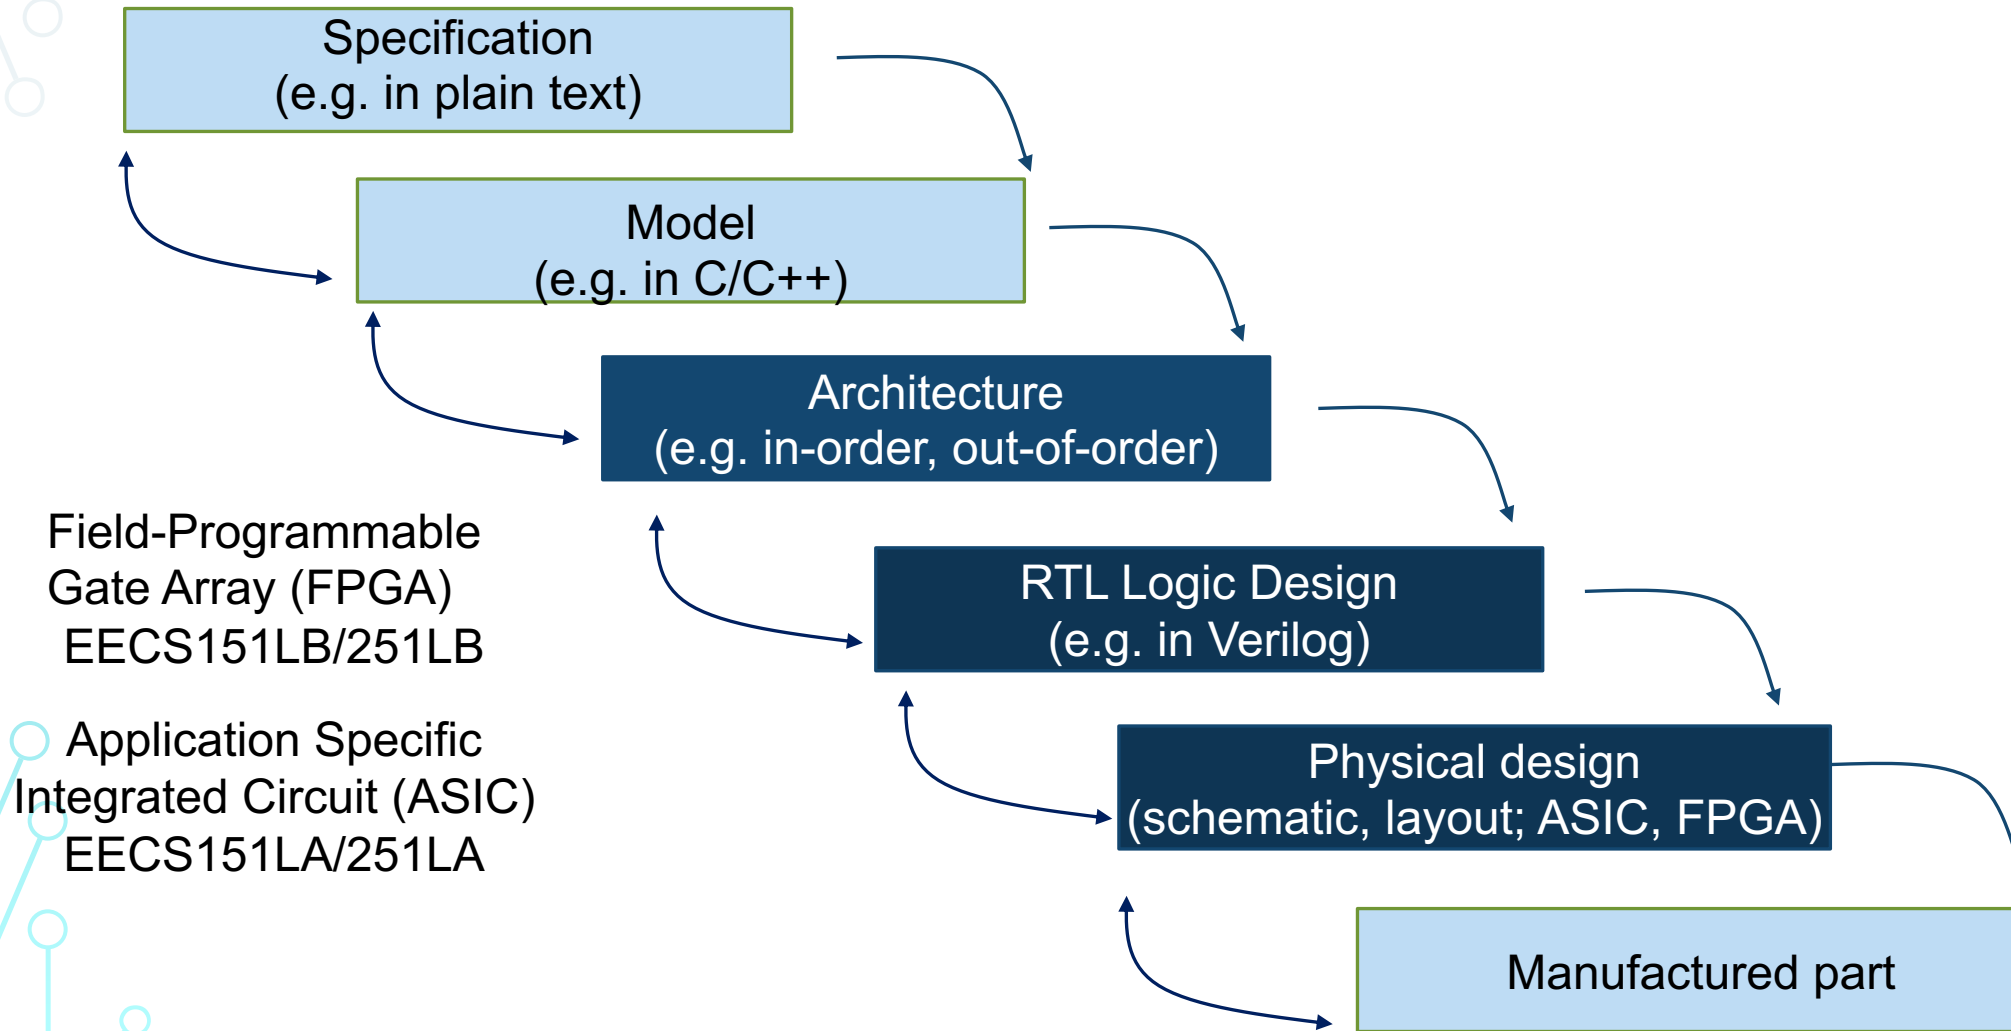 Specification
(e.g. in plain text)
Model
(e.g. in C/C++)
Architecture
(e.g. in-order, out-of-order)
Field-Programmable
Gate Array (FPGA)
EECS151LB/251LB
RTL Logic Design
(e.g. in Verilog)
Application Specific
Integrated Circuit (ASIC)
EECS151LA/251LA
Physical design
(schematic, layout; ASIC, FPGA)
Manufactured part